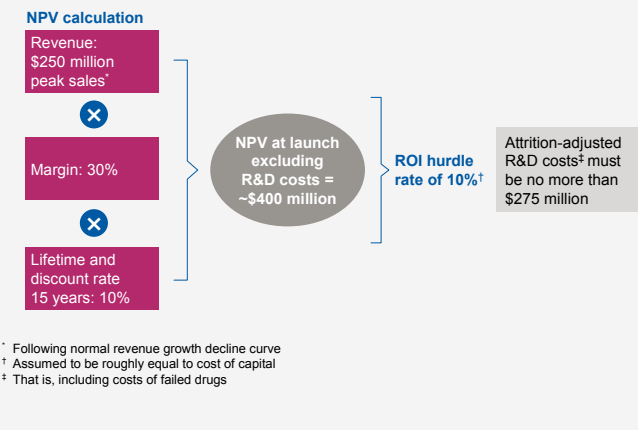 NPV calculation
Revenue:
$250 million
peak sales*
×
Margin: 30%
×
Lifetime and
discount rate
15 years: 10%
NPV at launch
excluding
R&D costs =
~$400 million
ROI hurdle
rate of 10%†
Attrition-adjusted
R&D costs‡ must
be no more than
$275 million
* Following normal revenue growth decline curve
† Assumed to be roughly equal to cost of capital
‡ That is, including costs of failed drugs